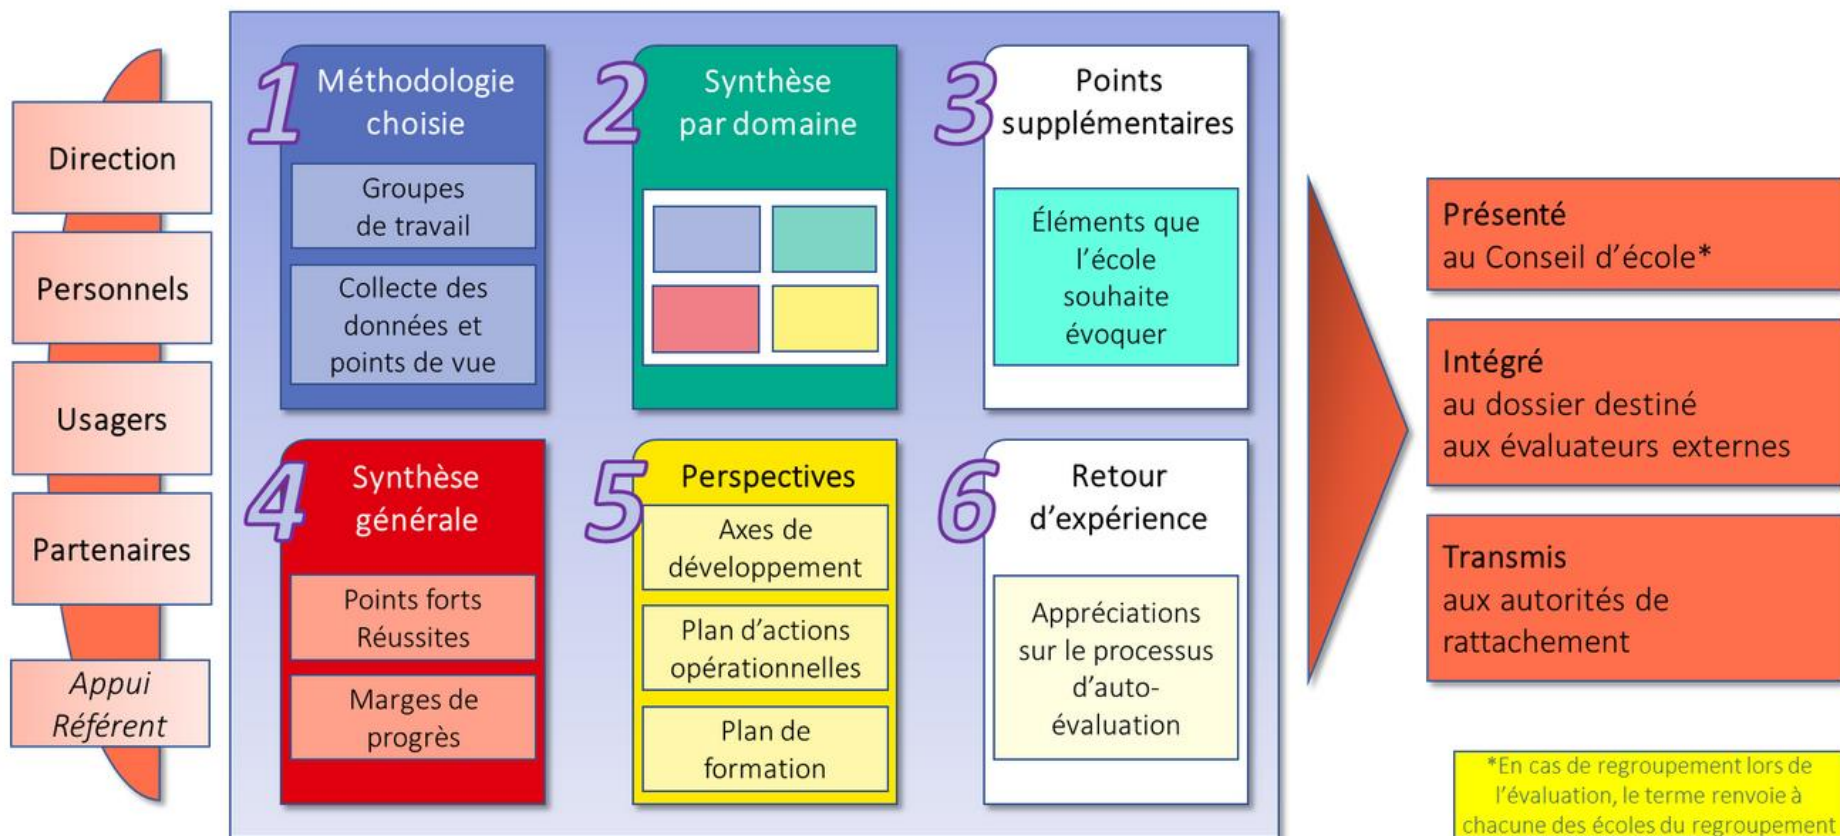 Direction
Personnels
Usagers
Partenaires
Appui
Référent
1
Méthodologie
choisie
Groupes
de travail
Collecte des
données et
points de vue
2
Synthèse
par domaine
3
Points
supplémentaires
Éléments que
l'école
souhaite
évoquer
4
Synthèse
générale
Points forts
Réussites
Marges de
progrès
5
Perspectives
Axes de
développement
Plan d'actions
opérationnelles
Plan de
formation
6
Retour
d'expérience
Appréciations
sur le processus
d'auto-
évaluation
Présenté
au Conseil d'école*
Intégré
au dossier destiné
aux évaluateurs externes
Transmis
aux autorités de
rattachement
*En cas de regroupement lors de
l'évaluation, le terme renvoie à
chacune des écoles du regroupement